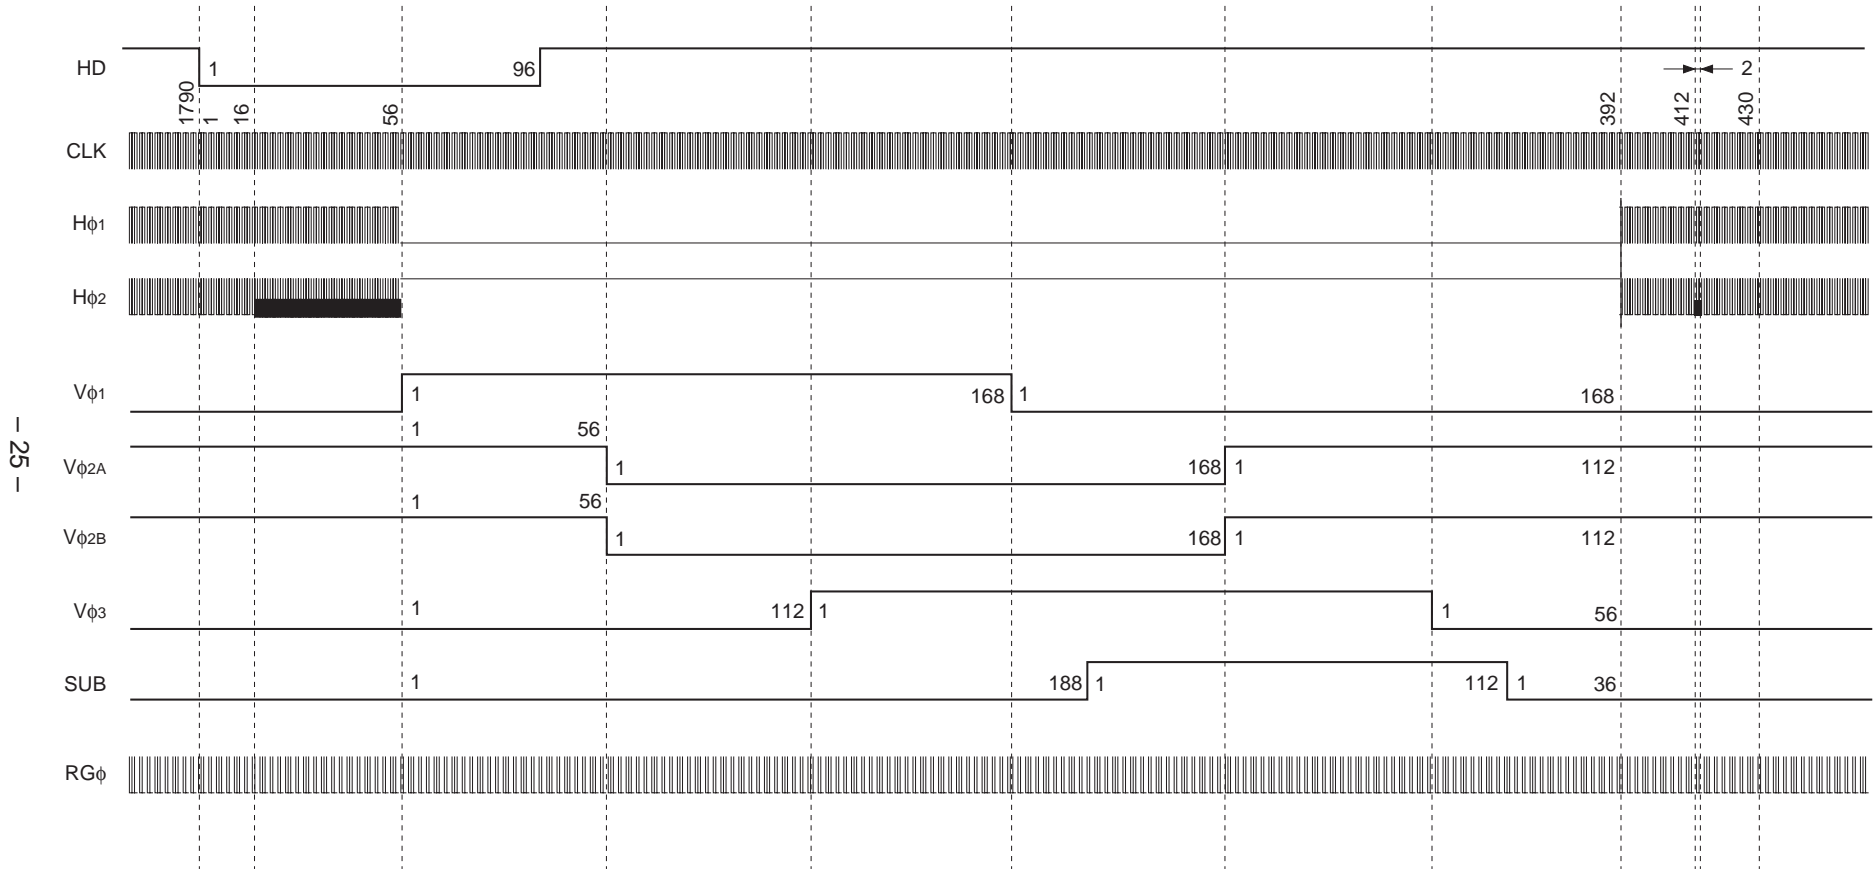 HD 1 96 2
1790 1 16 56 392 412 430
CLK
Hϕ1
Hϕ2
Vϕ1 1 168 1 168
1 56
Vϕ2A 1 168 1 112
1 56
Vϕ2B 1 168 1 112
Vϕ3 1 112 1 1 56
SUB 1 188 1 112 1 36
RGϕ
– 25 –